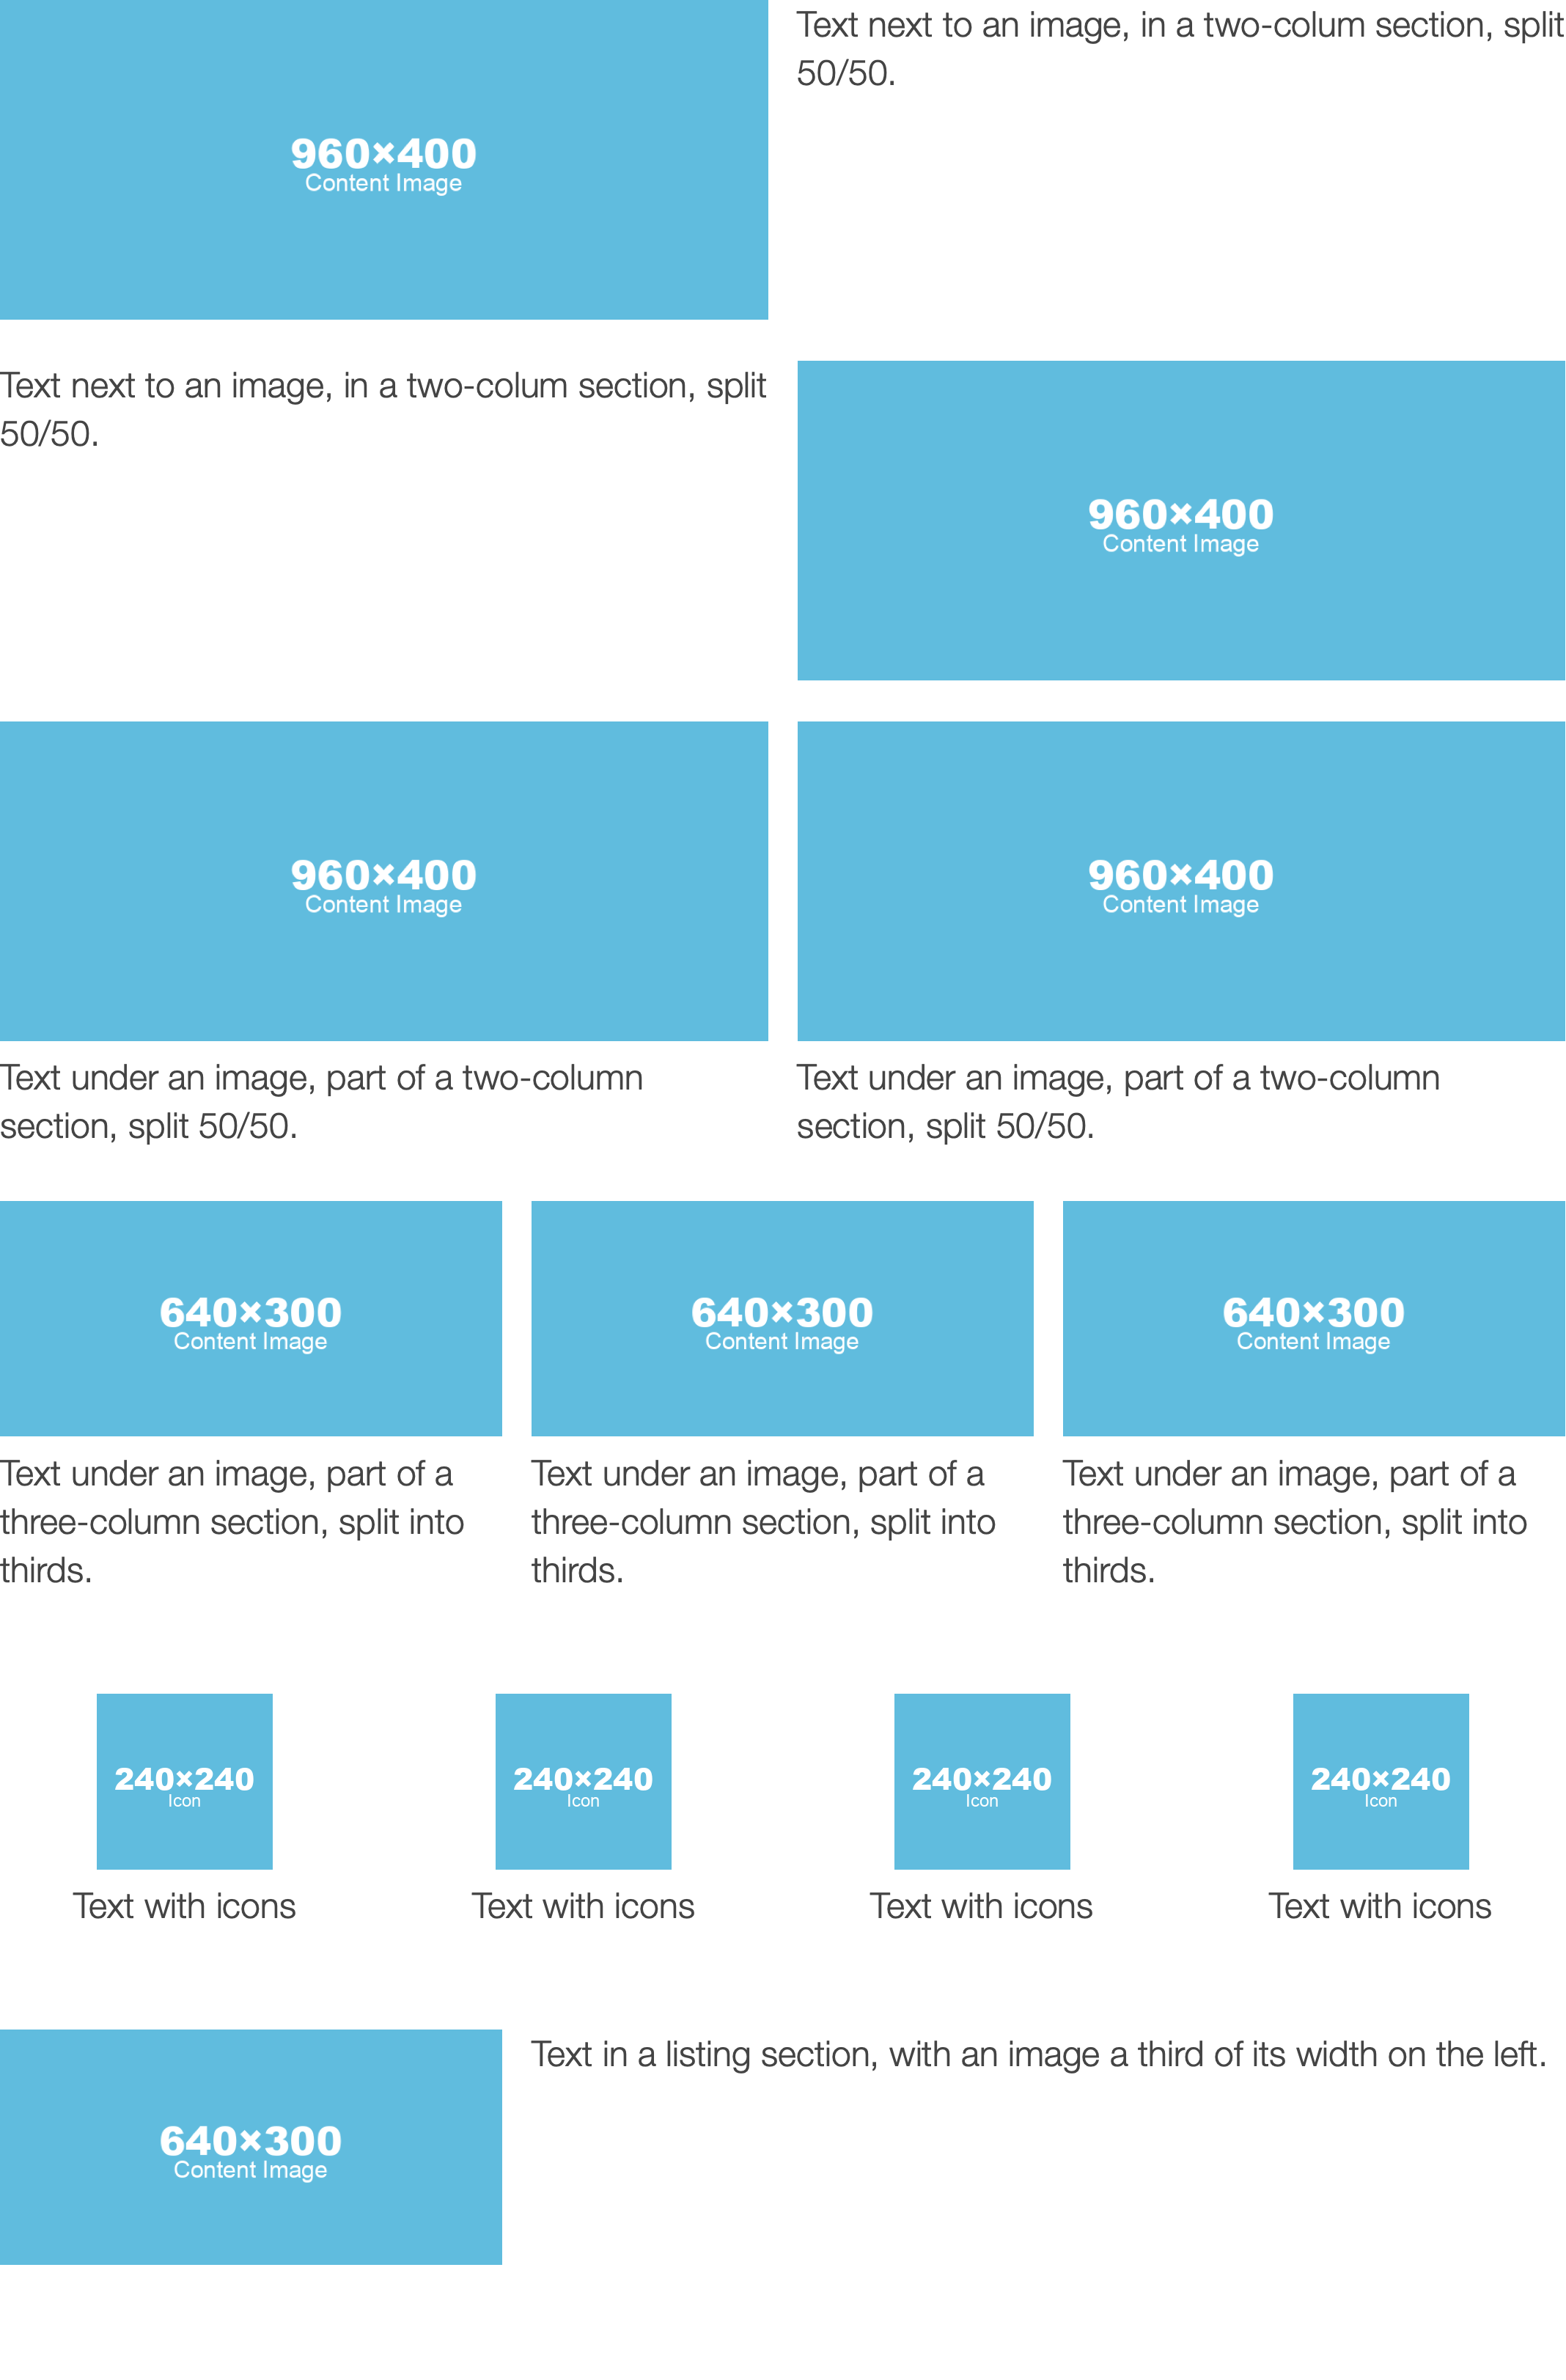 960×400
Content Image
Text next to an image, in a two-colum section, split
50/50.
Text next to an image, in a two-colum section, split
50/50.
960×400
Content Image
960×400
Content Image
Text under an image, part of a two-column
section, split 50/50.
960×400
Content Image
Text under an image, part of a two-column
section, split 50/50.
640×300
Content Image
Text under an image, part of a
three-column section, split into
thirds.
640×300
Content Image
Text under an image, part of a
three-column section, split into
thirds.
640×300
Content Image
Text under an image, part of a
three-column section, split into
thirds.
240×240
Icon
Text with icons
240×240
Icon
Text with icons
240×240
Icon
Text with icons
240×240
Icon
Text with icons
640×300
Content Image
Text in a listing section, with an image a third of its width on the left.